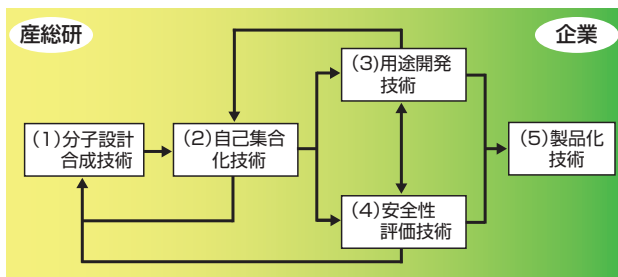 産総研
企業
(1)分子設計
合成技術
(2)自己集合
化技術
(3)用途開発
技術
(4)安全性
評価技術
(5)製品化
技術